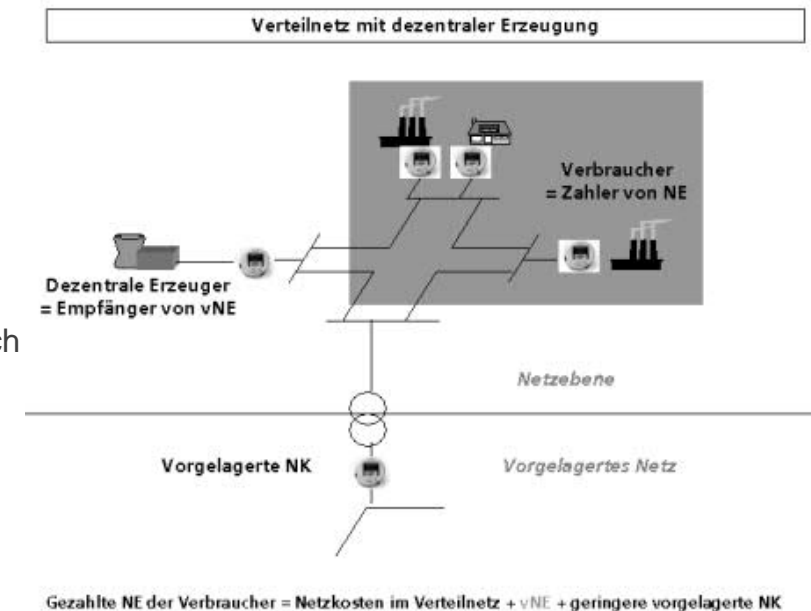 Verteilnetz mit dezentraler Erzeugung
Verbraucher
= Zahler von NE
Dezentrale Erzeuger
= Empfänger von vNE
ch
Netzebene
Vorgelagerte NK
Vorgelagertes Netz
Gezahlte NE der Verbraucher = Netzkosten im Verteilnetz + vNE + geringere vorgelagerte NK